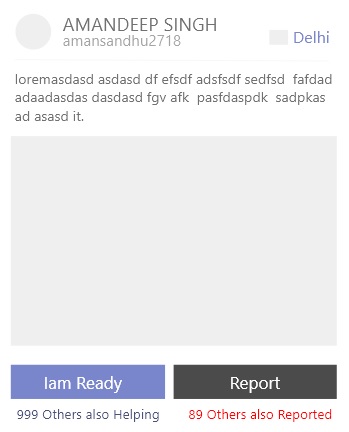 AMANDEEP SINGH
amansandhu2718
Delhi
loremasdasd asdasd df efsdf adsfsdf sedfsd fafdad
adaadasdas dasdasd fgv afk pasfdaspdk sadpkas
ad asasd it.
Iam Ready
Report
999 Others also Helping
89 Others also Reported